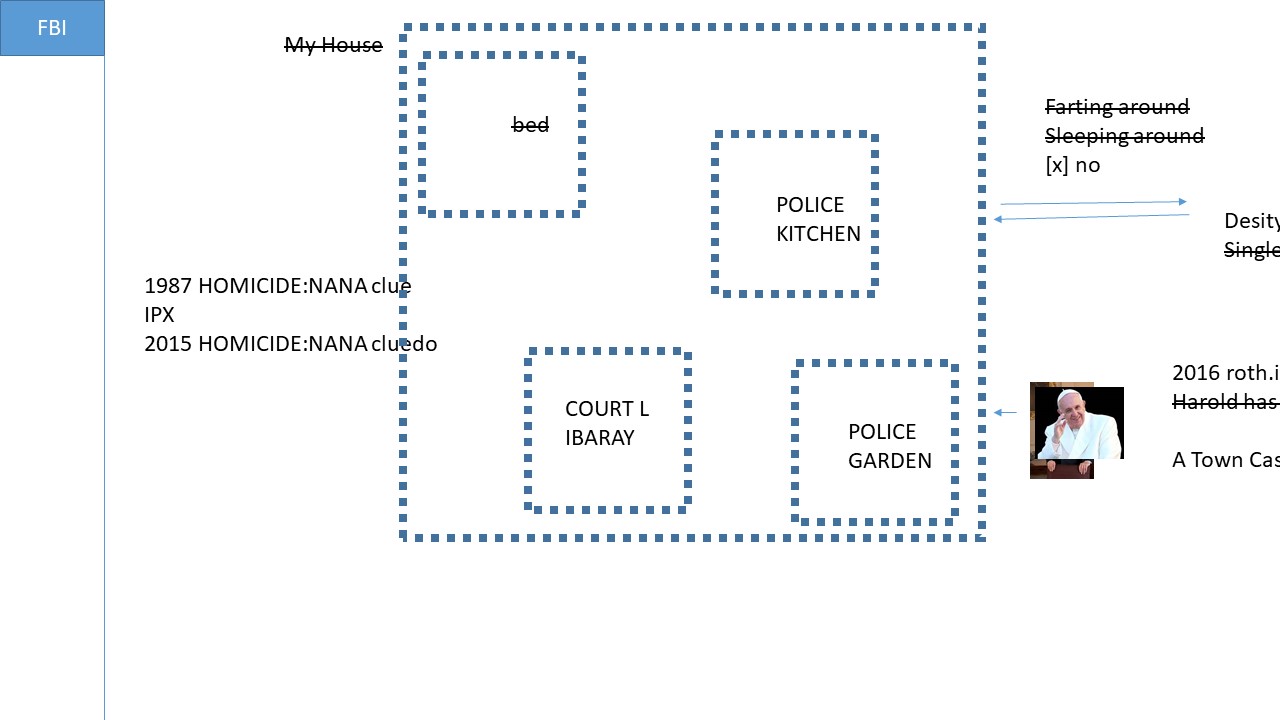 FBI
My House
bed
Farting around
Sleeping around
[x] no
POLICE
KITCHEN
Desity
Single
1987 HOMICIDE:NANA clue
IPX
2015 HOMICIDE:NANA cluedo
COURT L
IBARAY
POLICE
GARDEN
2016 roth.i
Harold has
A Town Cas